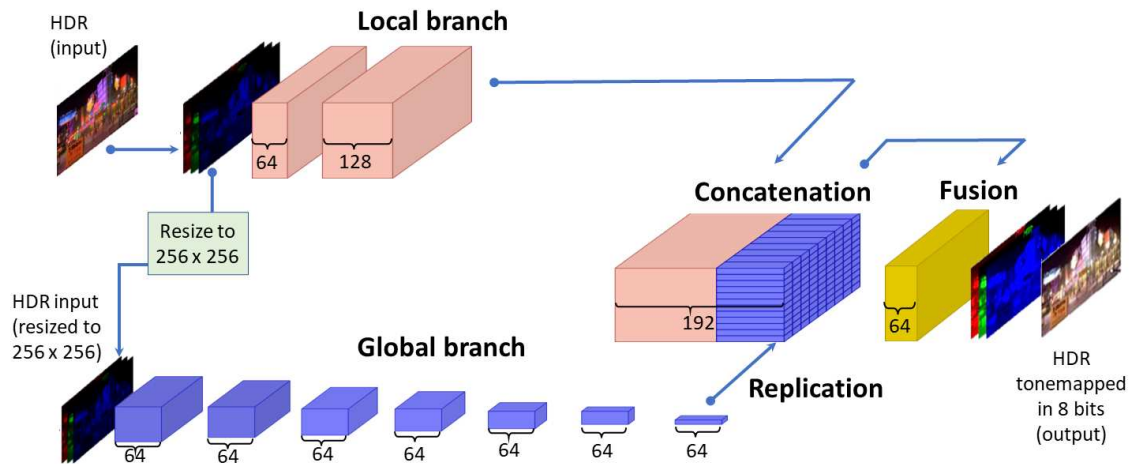 HDR
(input)
Local branch
64
128
Resize to
256 x 256
Concatenation
Fusion
192
64
HDR input
(resized to
256 x 256)
Global branch
Replication
64
64
64
64
64
64
64
HDR
tonemapped
in 8 bits
(output)